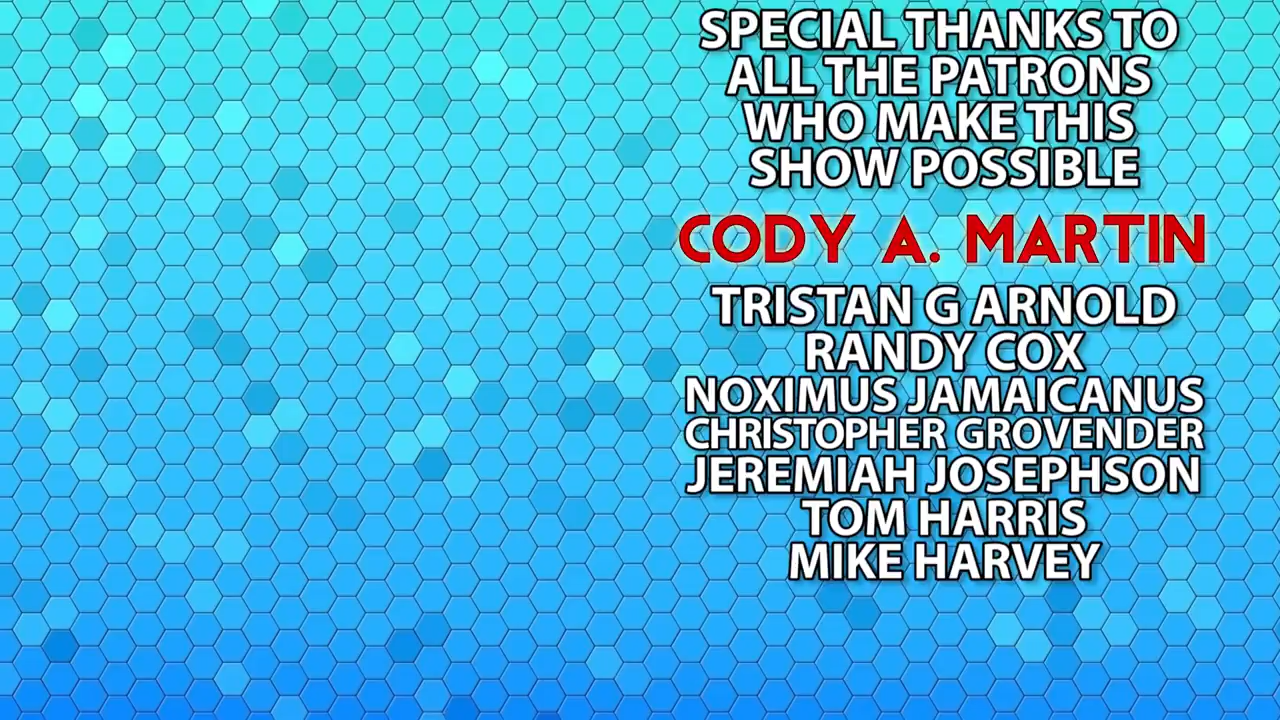 SPECIAL THANKS TO
ALL THE PATRONS
WHO MAKE THIS
SHOW POSSIBLE
CODY A. MARTIN
TRISTAN G ARNOLD
RANDY COX
NOXIMUS JAMAICANUS
CHRISTOPHER GROVENDER
JEREMIAH JOSEPHSON
TOM HARRIS
MIKE HARVEY